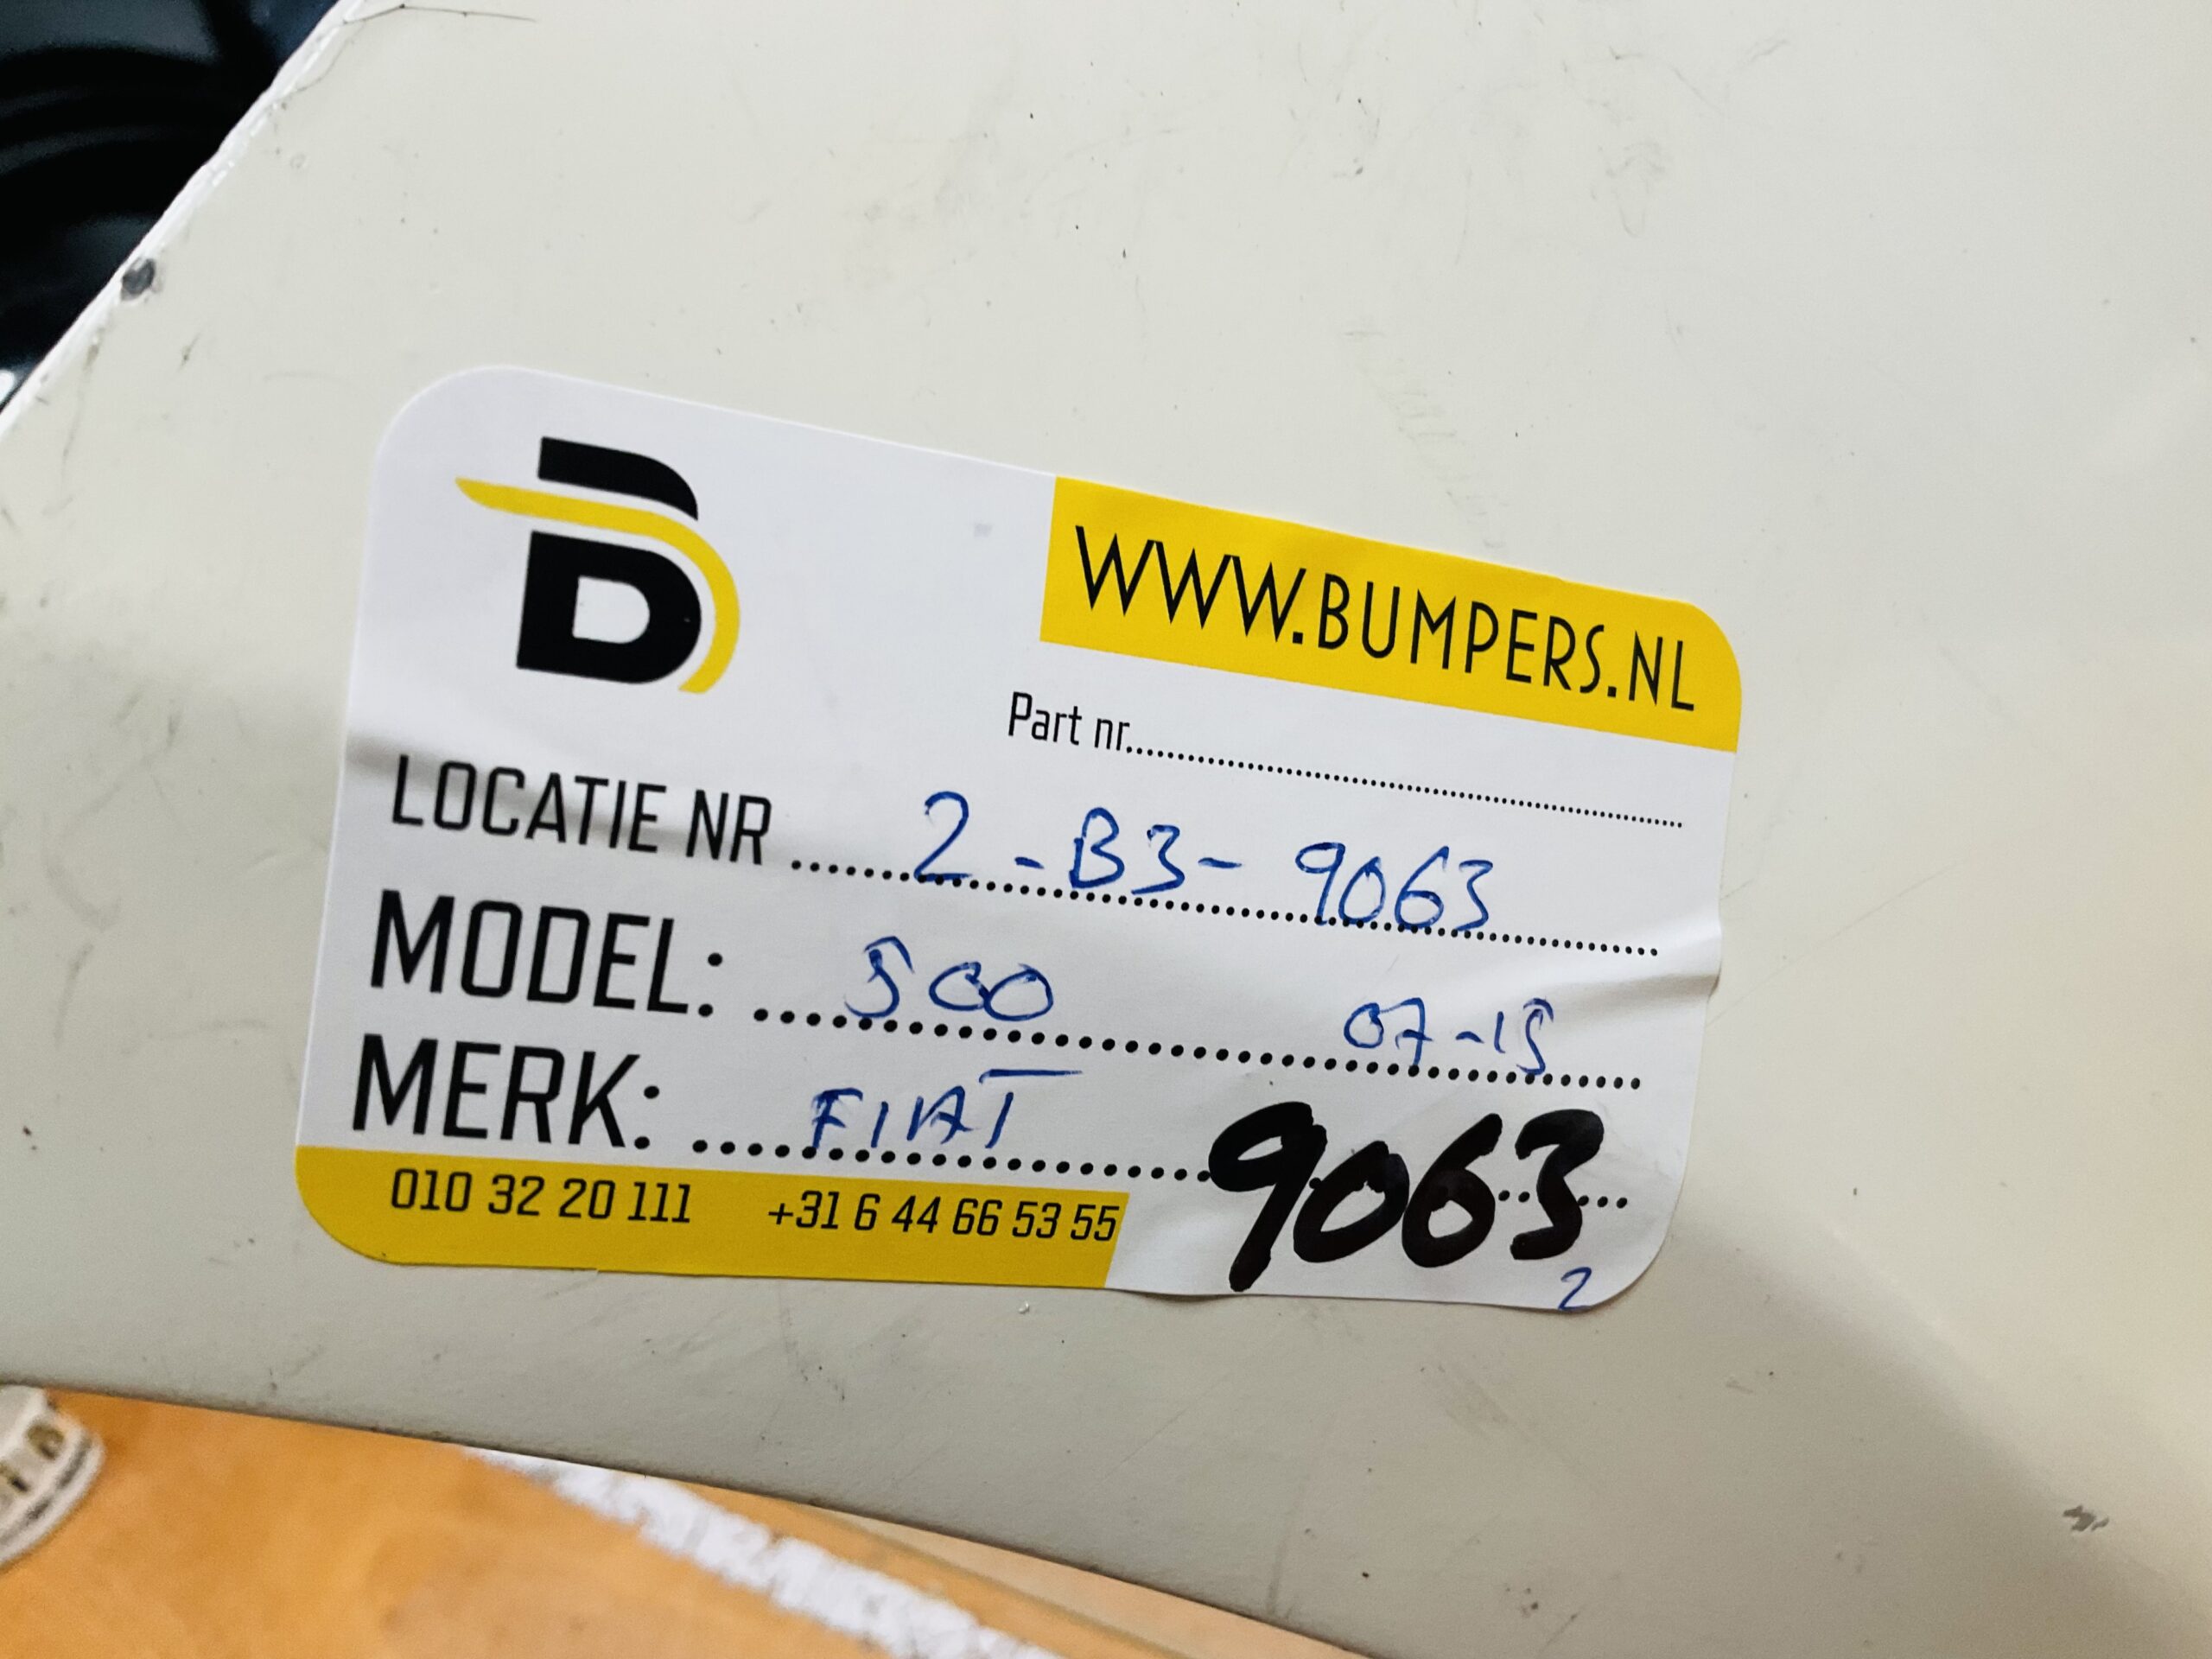 B
WWW.BUMPERS.NL
Part nr..............................
LOCATIE NR ..... 2-B3-9063
MODEL: ... 500 07-15
MERK: .... FIAT
9063
2
010 32 20 111 +31 6 44 66 53 55